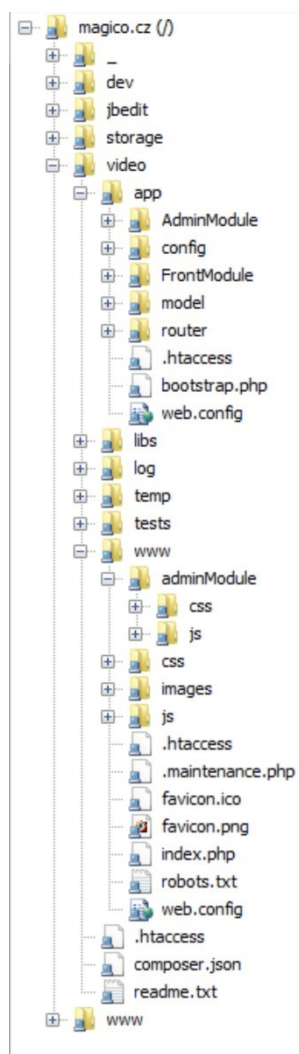 magico.cz (/)
_
dev
jbedit
storage
video
app
AdminModule
config
FrontModule
model
router
.htaccess
bootstrap.php
web.config
libs
log
temp
tests
www
adminModule
css
js
css
images
js
.htaccess
.maintenance.php
favicon.ico
favicon.png
index.php
robots.txt
web.config
.htaccess
composer.json
readme.txt
www